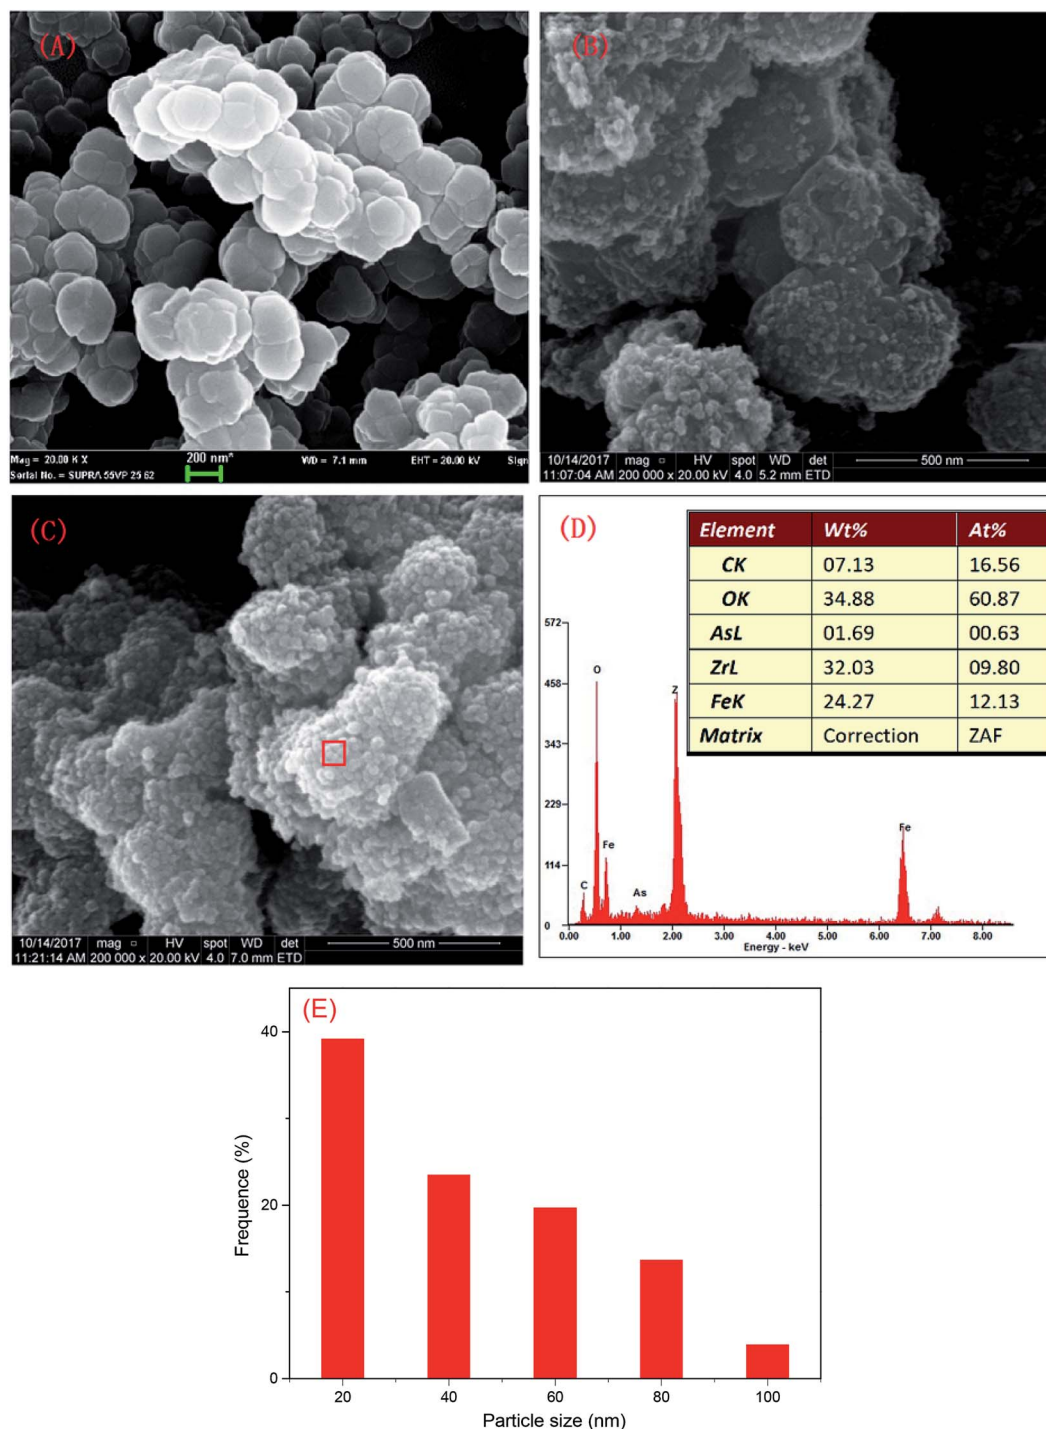 (A)
Mag = 20.00 K X
200 nm*
WD = 7.1 mm
EHT = 20.00 kV
Sign
Serial No. = SUPRA 55VP 25 62
(B)
10/14/2017 mag □ HV spot WD det
500 nm
11:07:04 AM 200 000 x 20.00 kV 4.0 5.2 mm ETD
(C)
10/14/2017 mag □ HV spot WD det
500 nm
11:21:14 AM 200 000 x 20.00 kV 4.0 7.0 mm ETD
(D)
Element Wt% At%
CK 07.13 16.56
OK 34.88 60.87
AsL 01.69 00.63
ZrL 32.03 09.80
FeK 24.27 12.13
Matrix Correction ZAF
572
458
343
229
114
0
O
Z
Fe
Fe
C
As
0.00 1.00 2.00 3.00 4.00 5.00 6.00 7.00 8.00
Energy - keV
(E)
40
20
0
Frequence (%)
20 40 60 80 100
Particle size (nm)